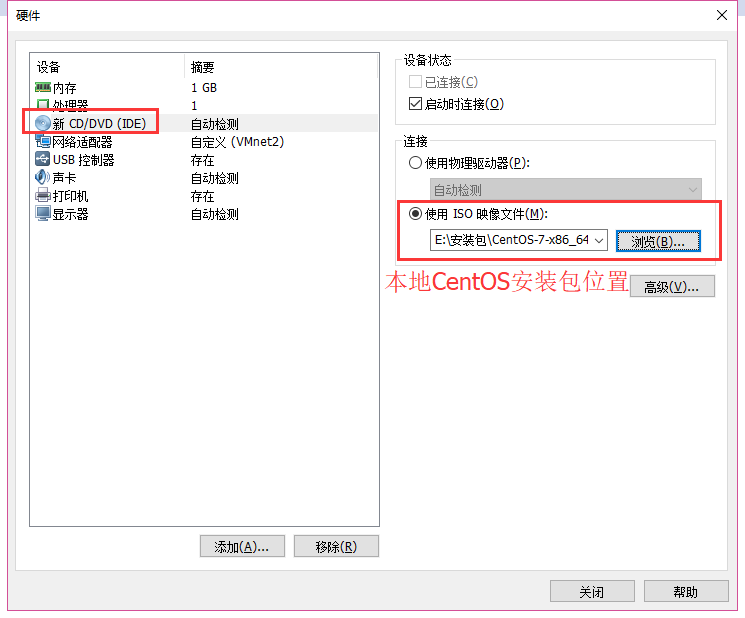 硬件
设备 摘要
内存 1 GB
处理器 1
新 CD/DVD (IDE) 自动检测
网络适配器 自定义 (VMnet2)
USB 控制器 存在
声卡 自动检测
打印机 存在
显示器 自动检测
添加(A)... 移除(R)
设备状态
已连接(C)
启动时连接(O)
连接
使用物理驱动器(P):
自动检测
使用 ISO 映像文件(M):
E:\安装包\CentOS-7-x86_64 浏览(B)...
本地CentOS安装包位置
高级(V)...
关闭 帮助